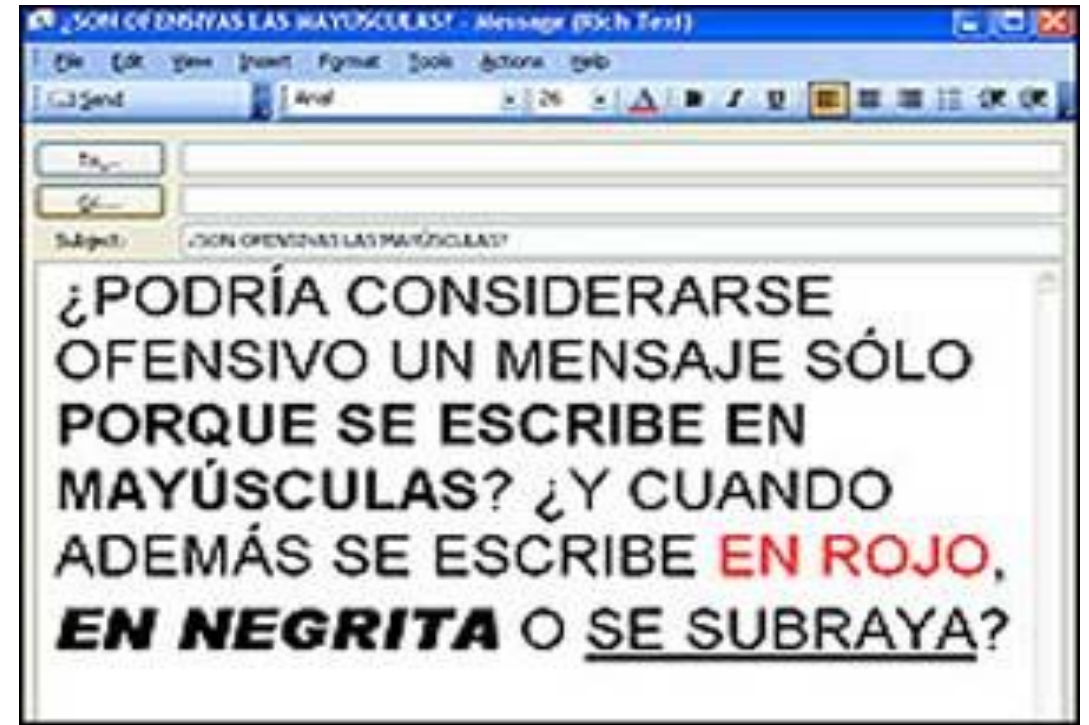 ¿SON OFENSIVAS LAS MAYÚSCULAS? - Message (Rich Text)
File Edit View Insert Format Tools Actions Help
Send Arial 26 A B I U
To...
Cc...
Subject: ¿SON OFENSIVAS LAS MAYÚSCULAS?
¿PODRÍA CONSIDERARSE
OFENSIVO UN MENSAJE SÓLO
PORQUE SE ESCRIBE EN
MAYÚSCULAS? ¿Y CUANDO
ADEMÁS SE ESCRIBE EN ROJO,
EN NEGRITA O SE SUBRAYA?